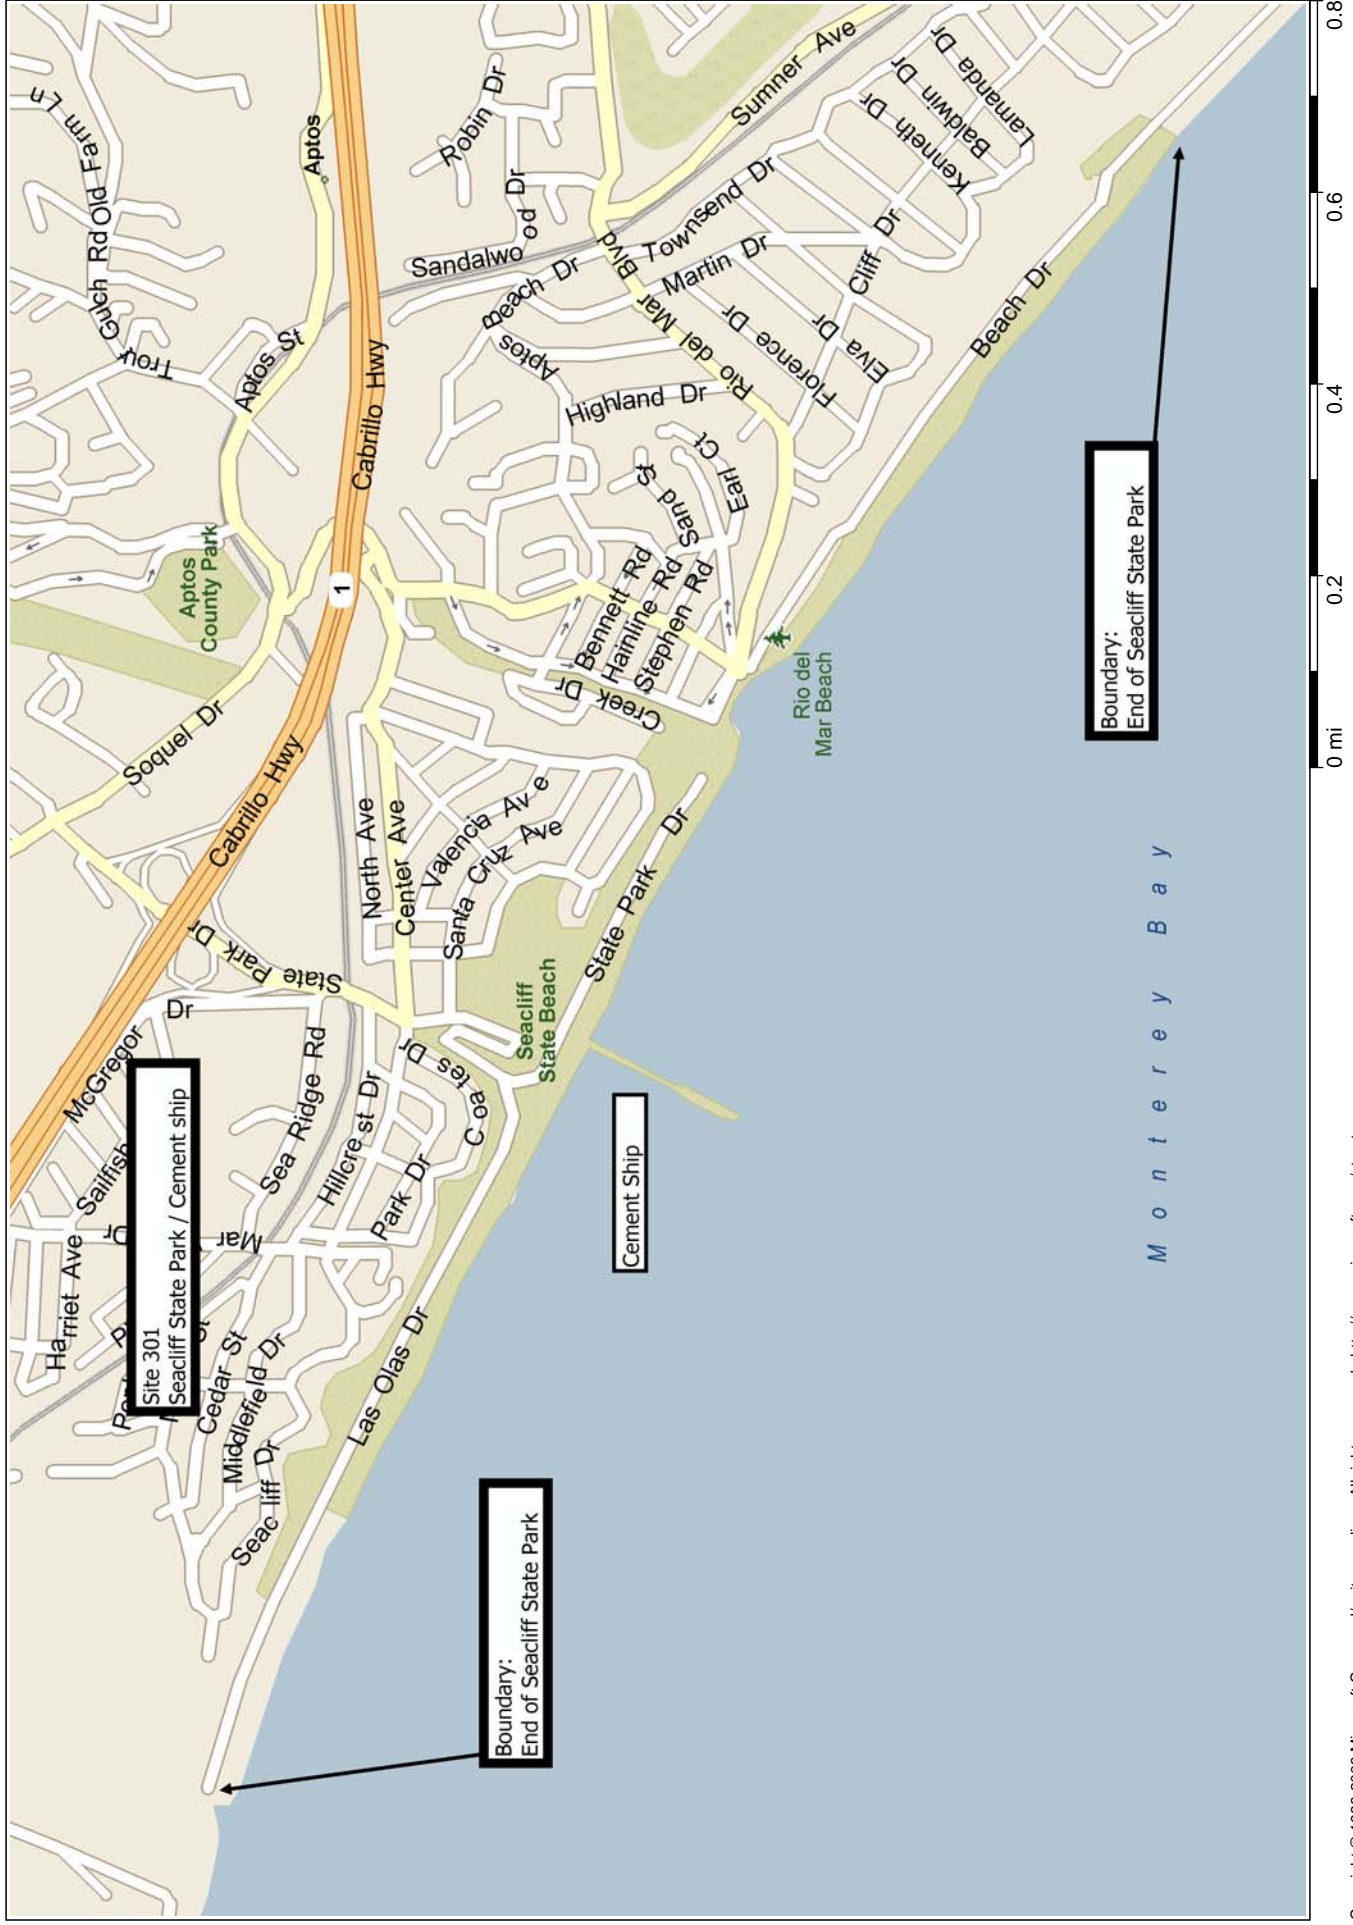 Harriet Ave
Sailfish
Dr
McGregor
Dr
Site 301
Seacliff State Park / Cement ship
Cedar St
Middlefield Dr
Seacliff Dr
Mar
Sea Ridge Rd
Hillcrest Dr
Park Dr
Coates Dr
Las Olas Dr
State Park Dr
Soquel Dr
Cabrillo Hwy
North Ave
Center Ave
Valencia Ave
Santa Cruz Ave
Seacliff
State Beach
State Park Dr
Cement Ship
Boundary:
End of Seacliff State Park
Aptos
County Park
1
Cabrillo Hwy
Aptos St
Trout Gulch Rd
Old Farm Ln
Aptos
Creek Dr
Bennett Rd
Hainline Rd
Stephen Rd
Sand St
Earl Ct
Highland Dr
Aptos Beach Dr
Sandalwood Dr
Robin Dr
Rio del Mar Blvd
Sumner Ave
Townsend Dr
Martin Dr
Florence Dr
Elva Dr
Cliff Dr
Kenneth Dr
Baldwin Dr
Lamanda Dr
Beach Dr
Rio del
Mar Beach
Boundary:
End of Seacliff State Park
Monterey Bay
0 mi
0.2
0.4
0.6
0.8